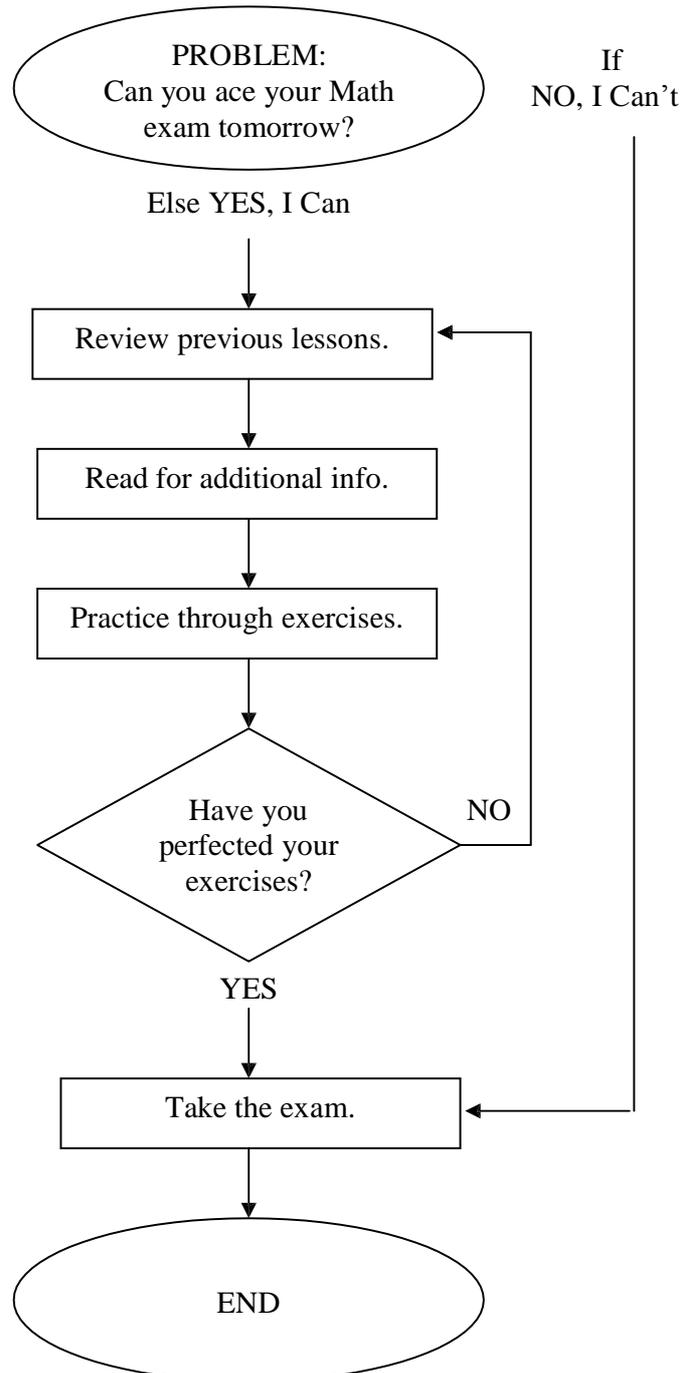 PROBLEM:
Can you ace your Math
exam tomorrow?
If
NO, I Can’t
Else YES, I Can
Review previous lessons.
Read for additional info.
Practice through exercises.
Have you
perfected your
exercises?
NO
YES
Take the exam.
END